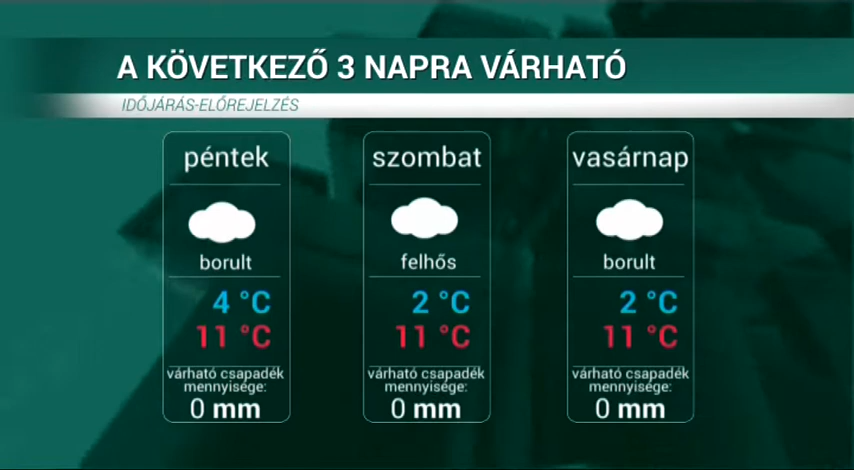 A KÖVETKEZŐ 3 NAPRA VÁRHATÓ
IDŐJÁRÁS-ELŐREJELZÉS
péntek
borult
4 °C
11 °C
várható csapadék
mennyisége:
0 mm
szombat
felhős
2 °C
11 °C
várható csapadék
mennyisége:
0 mm
vasárnap
borult
2 °C
11 °C
várható csapadék
mennyisége:
0 mm